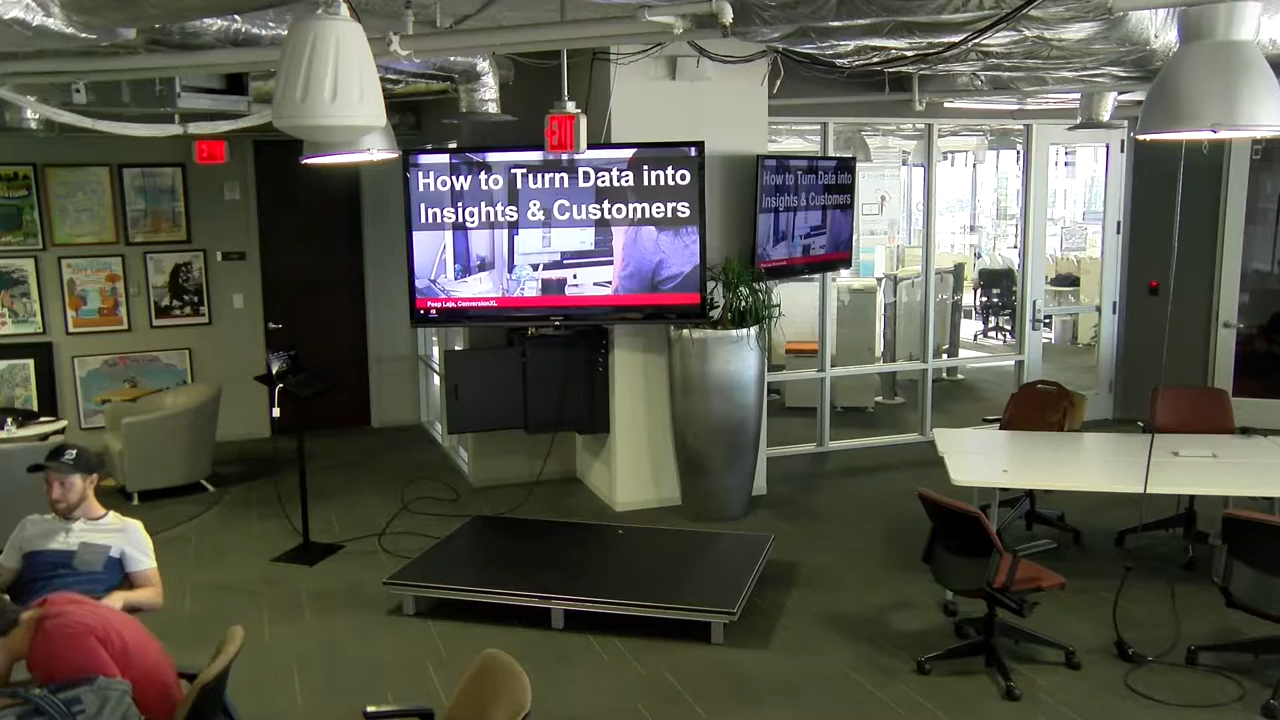 EXIT
How to Turn Data into
Insights & Customers
Peep Laja, ConversionXL
How to Turn Data into
Insights & Customers
EXIT